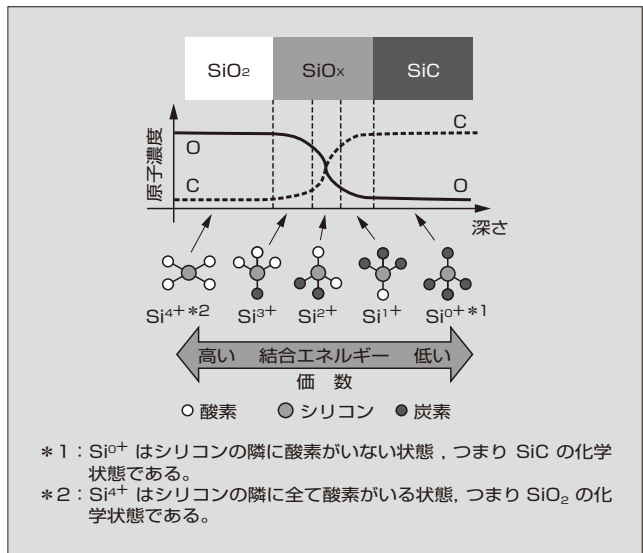 SiO₂ SiOx SiC
原子濃度
O
C
C
O
深さ
Si⁴⁺*² Si³⁺ Si²⁺ Si¹⁺ Si⁰⁺*¹
高い 結合エネルギー 低い
価 数
酸素 シリコン 炭素
＊1：Si⁰⁺ はシリコンの隣に酸素がいない状態，つまり SiC の化学
状態である。
＊2：Si⁴⁺ はシリコンの隣に全て酸素がいる状態，つまり SiO₂ の化
学状態である。